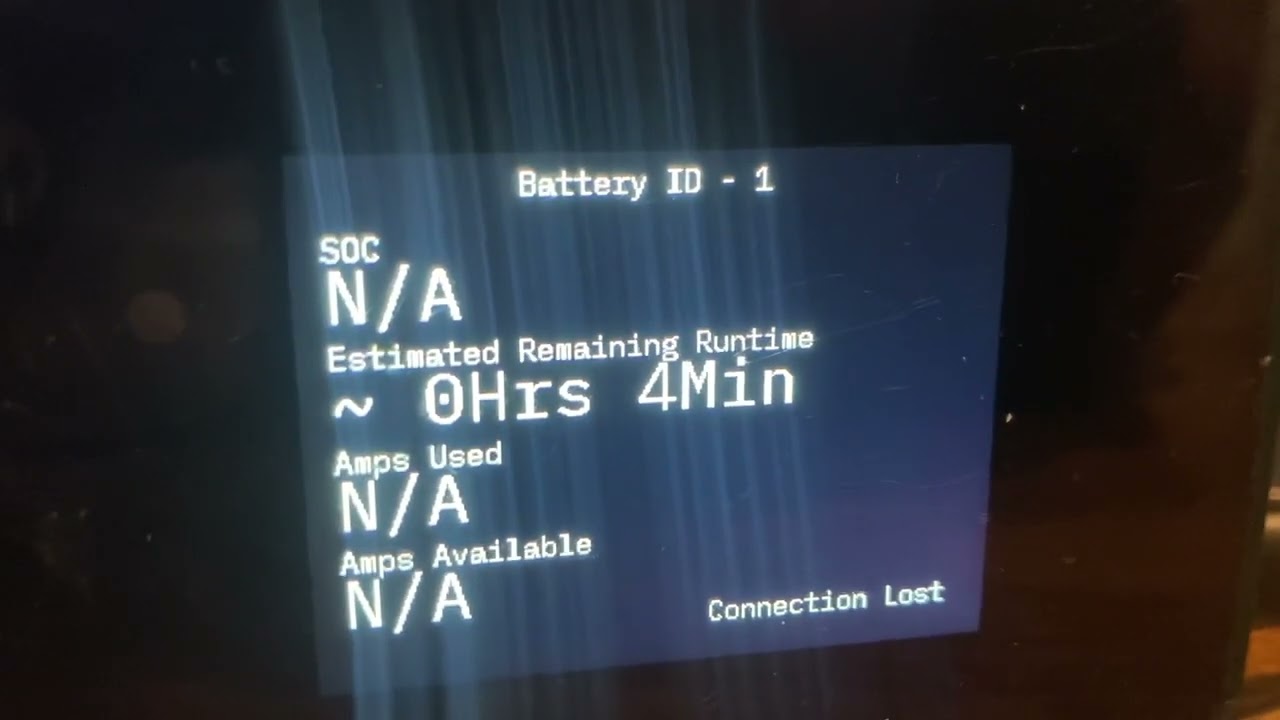 Battery ID - 1
SOC
N/A
Estimated Remaining Runtime
~ 0Hrs 4Min
Amps Used
N/A
Amps Available
N/A
Connection Lost